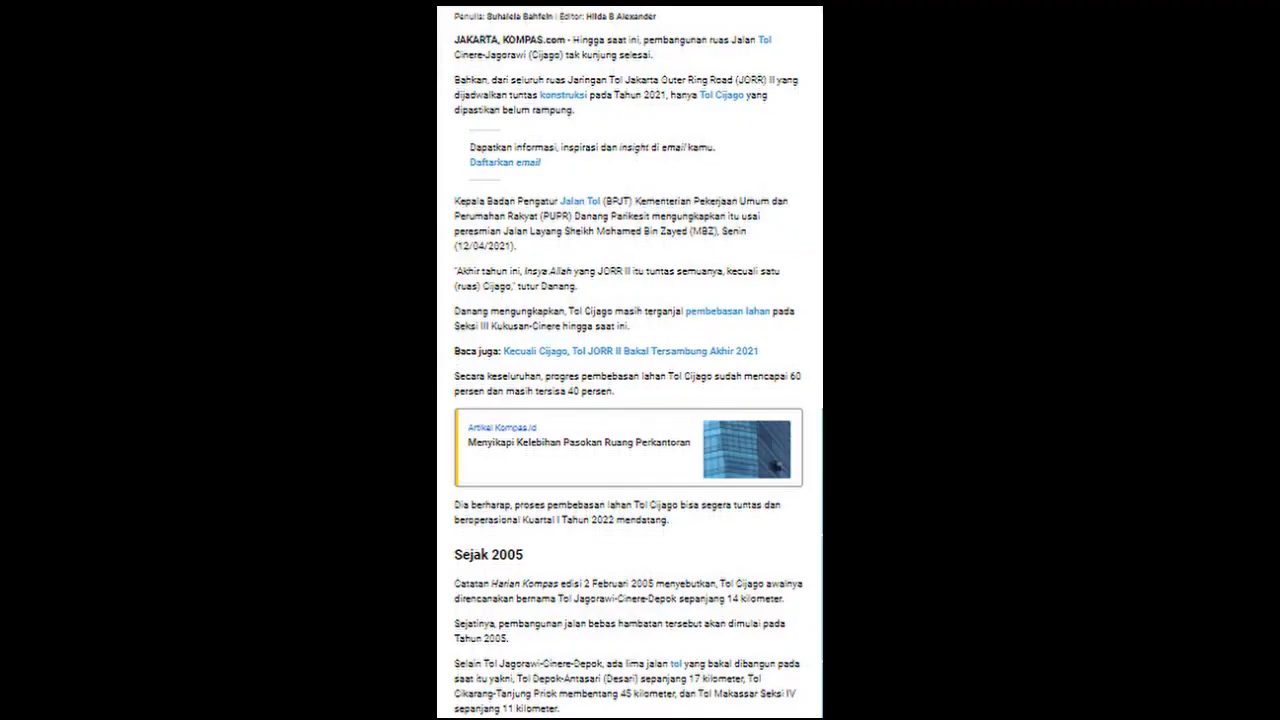 Penulis: Suhaiela Bahfein | Editor: Hilda B Alexander
JAKARTA, KOMPAS.com - Hingga saat ini, pembangunan ruas Jalan Tol
Cinere-Jagorawi (Cijago) tak kunjung selesai.
Bahkan, dari seluruh ruas Jaringan Tol Jakarta Outer Ring Road (JORR) II yang
dijadwalkan tuntas konstruksi pada Tahun 2021, hanya Tol Cijago yang
dipastikan belum rampung.
Dapatkan informasi, inspirasi dan insight di email kamu.
Daftarkan email
Kepala Badan Pengatur Jalan Tol (BPJT) Kementerian Pekerjaan Umum dan
Perumahan Rakyat (PUPR) Danang Parikesit mengungkapkan itu usai
peresmian Jalan Layang Sheikh Mohamed Bin Zayed (MBZ), Senin
(12/04/2021).
"Akhir tahun ini, Insya Allah yang JORR II itu tuntas semuanya, kecuali satu
(ruas) Cijago," tutur Danang.
Danang mengungkapkan, Tol Cijago masih terganjal pembebasan lahan pada
Seksi III Kukusan-Cinere hingga saat ini.
Baca juga: Kecuali Cijago, Tol JORR II Bakal Tersambung Akhir 2021
Secara keseluruhan, progres pembebasan lahan Tol Cijago sudah mencapai 60
persen dan masih tersisa 40 persen.
Artikel Kompas.id
Menyikapi Kelebihan Pasokan Ruang Perkantoran
Dia berharap, proses pembebasan lahan Tol Cijago bisa segera tuntas dan
beroperasional Kuartal I Tahun 2022 mendatang.
Sejak 2005
Catatan Harian Kompas edisi 2 Februari 2005 menyebutkan, Tol Cijago awalnya
direncanakan bernama Tol Jagorawi-Cinere-Depok sepanjang 14 kilometer.
Sejatinya, pembangunan jalan bebas hambatan tersebut akan dimulai pada
Tahun 2005.
Selain Tol Jagorawi-Cinere-Depok, ada lima jalan tol yang bakal dibangun pada
saat itu yakni, Tol Depok-Antasari (Desari) sepanjang 17 kilometer, Tol
Cikarang-Tanjung Priok membentang 45 kilometer, dan Tol Makassar Seksi IV
sepanjang 11 kilometer.